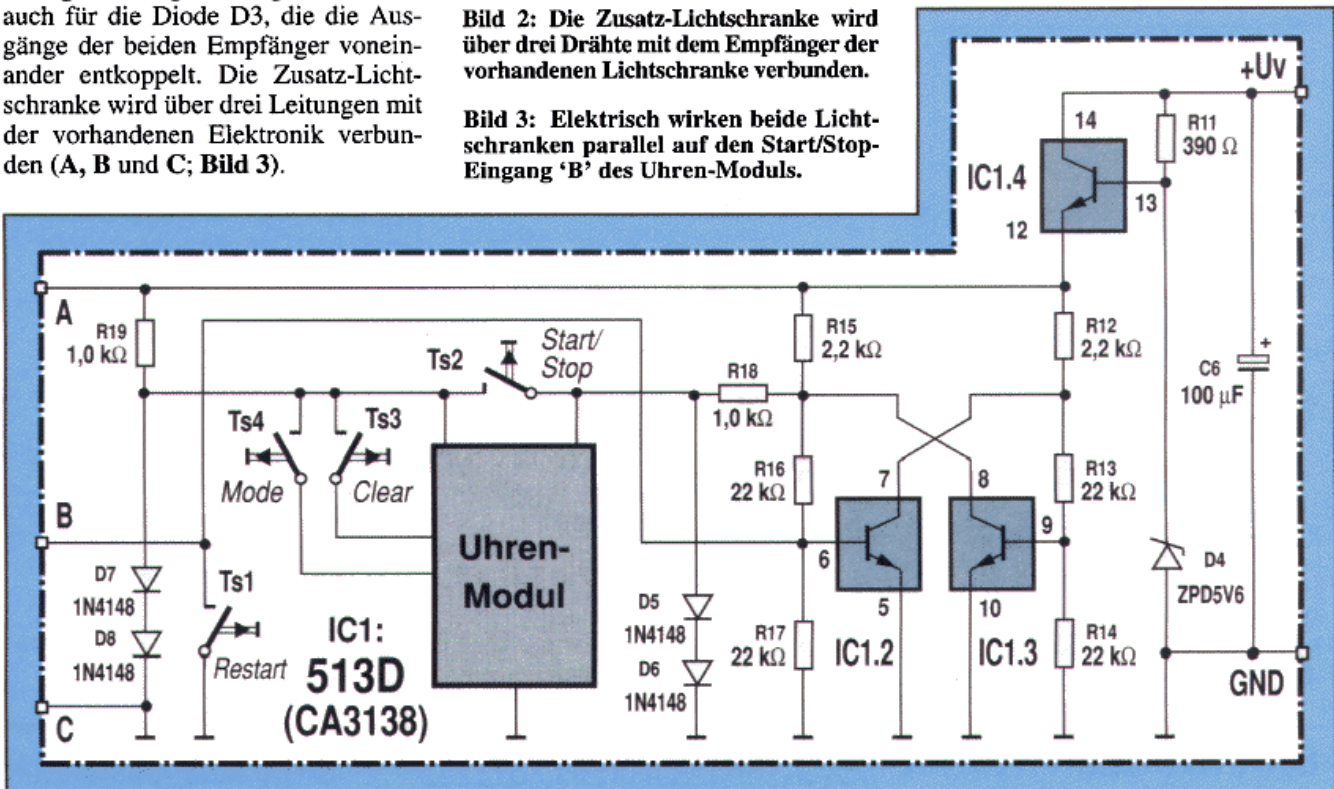 auch für die Diode D3, die die Aus-
gänge der beiden Empfänger vonein-
ander entkoppelt. Die Zusatz-Licht-
schranke wird über drei Leitungen mit
der vorhandenen Elektronik verbun-
den (A, B und C; Bild 3).
Bild 2: Die Zusatz-Lichtschranke wird
über drei Drähte mit dem Empfänger der
vorhandenen Lichtschranke verbunden.
Bild 3: Elektrisch wirken beide Licht-
schranken parallel auf den Start/Stop-
Eingang ‘B’ des Uhren-Moduls.
+Uv
14
R11
390 Ω
IC1.4
13
12
A
R19
1,0 kΩ
Ts2
Start/
Stop
R15
2,2 kΩ
R12
2,2 kΩ
+
C6
100 µF
R18
1,0 kΩ
Ts4
Ts3
Mode
Clear
R16
22 kΩ
7
8
R13
22 kΩ
B
6
9
Uhren-
Modul
D4
ZPD5V6
D7
1N4148
Ts1
D8
1N4148
Restart
IC1:
513D
(CA3138)
D5
1N4148
D6
1N4148
R17
22 kΩ
5
10
IC1.2
IC1.3
R14
22 kΩ
GND
C